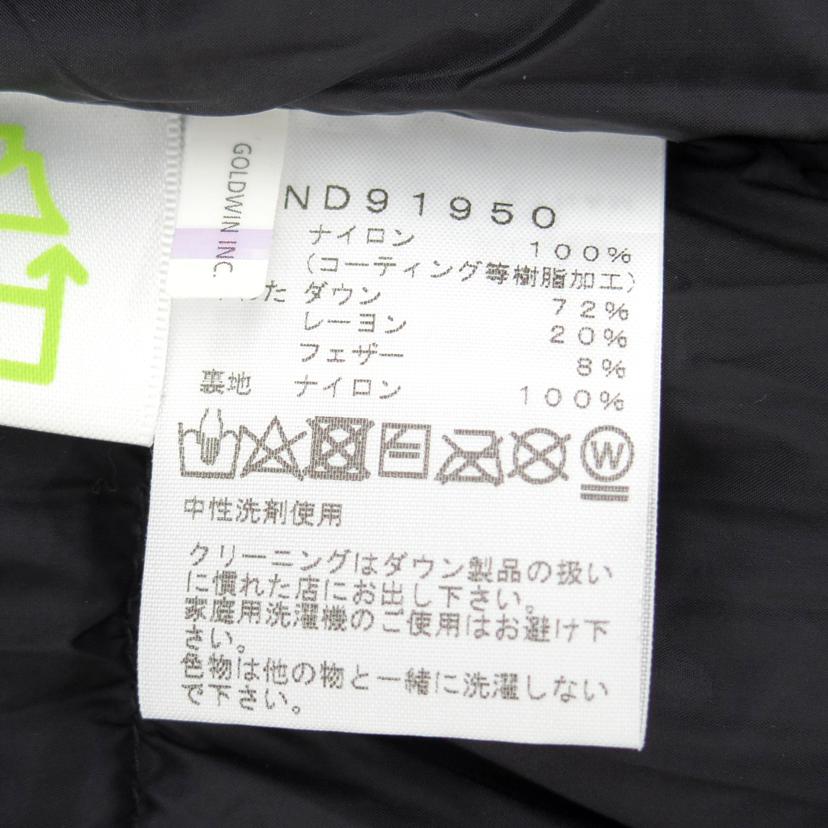 GOLDWIN INC.
ND91950
ナイロン 100%
(コーティング等樹脂加工)
た ダウン 72%
レーヨン 20%
フェザー 8%
裏地 ナイロン 100%
W
中性洗剤使用
クリーニングはダウン製品の扱い
に慣れた店にお出し下さい。
家庭用洗濯機のご使用はお避け下
さい。
色物は他の物と一緒に洗濯しない
で下さい。